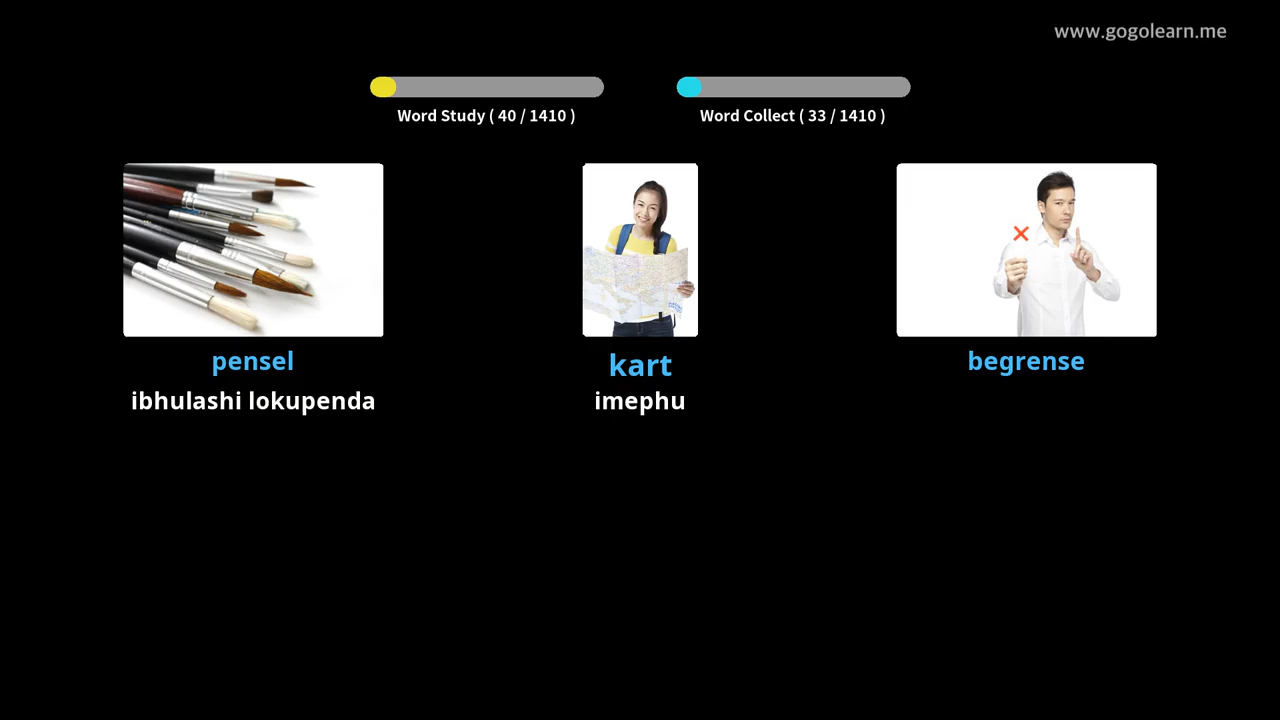 www.gogolearn.me
Word Study ( 40 / 1410 )
Word Collect ( 33 / 1410 )
pensel
kart
begrense
ibhulashi lokupenda
imephu